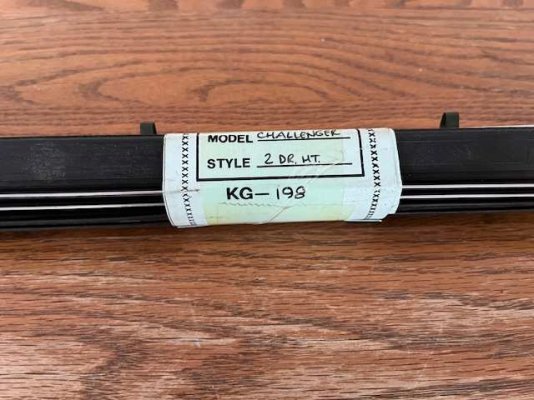 MODEL CHALLENGER
STYLE 2 DR. HT.
KG-198